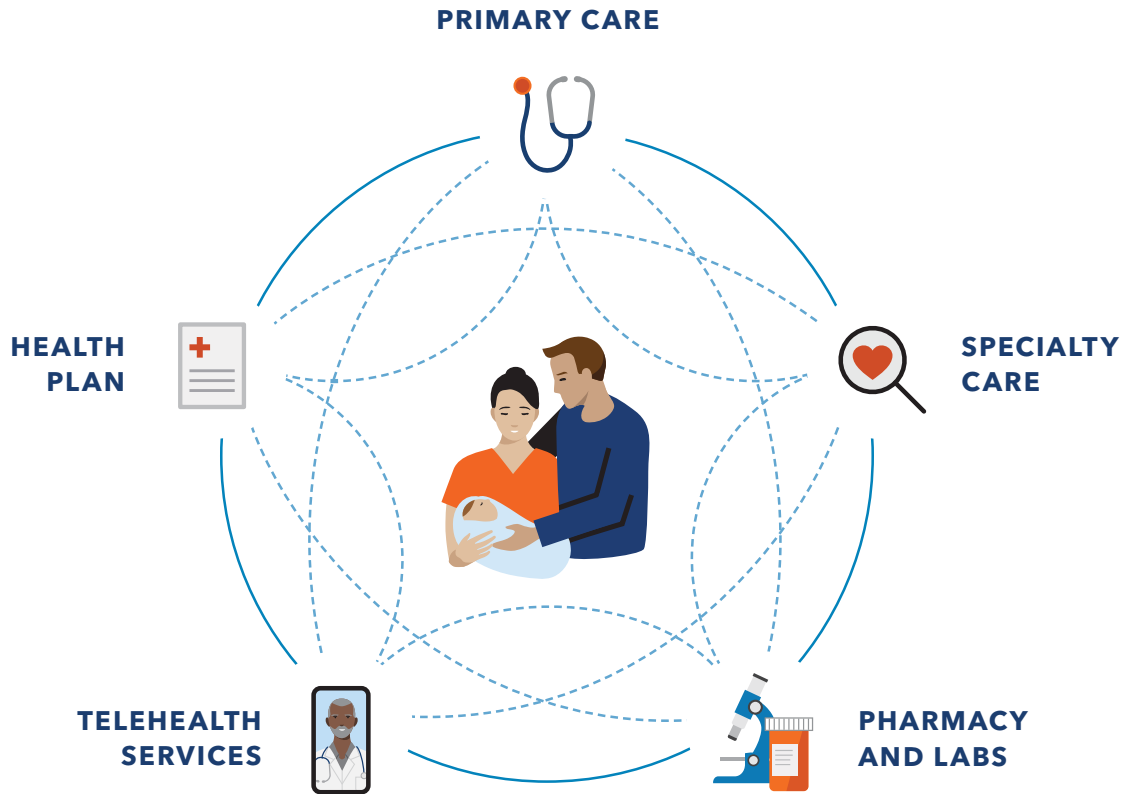 PRIMARY CARE
HEALTH
PLAN
SPECIALTY
CARE
TELEHEALTH
SERVICES
PHARMACY
AND LABS